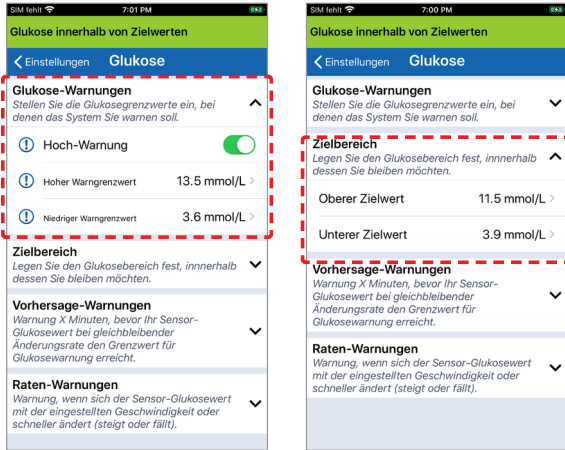 SIM fehlt 7:01 PM
Glukose innerhalb von Zielwerten
Einstellungen Glukose
Glukose-Warnungen
Stellen Sie die Glukosegrenzwerte ein, bei
denen das System Sie warnen soll.
Hoch-Warnung
Hoher Warngrenzwert 13.5 mmol/L
Niedriger Warngrenzwert 3.6 mmol/L
Zielbereich
Legen Sie den Glukosebereich fest, innnerhalb
dessen Sie bleiben möchten.
Vorhersage-Warnungen
Warnung X Minuten, bevor Ihr Sensor-
Glukosewert bei gleichbleibender
Änderungsrate den Grenzwert für
Glukosewarnung erreicht.
Raten-Warnungen
Warnung, wenn sich der Sensor-Glukosewert
mit der eingestellten Geschwindigkeit oder
schneller ändert (steigt oder fällt).
SIM fehlt 7:00 PM
Glukose innerhalb von Zielwerten
Einstellungen Glukose
Glukose-Warnungen
Stellen Sie die Glukosegrenzwerte ein, bei
denen das System Sie warnen soll.
Zielbereich
Legen Sie den Glukosebereich fest, innnerhalb
dessen Sie bleiben möchten.
Oberer Zielwert 11.5 mmol/L
Unterer Zielwert 3.9 mmol/L
Vorhersage-Warnungen
Warnung X Minuten, bevor Ihr Sensor-
Glukosewert bei gleichbleibender
Änderungsrate den Grenzwert für
Glukosewarnung erreicht.
Raten-Warnungen
Warnung, wenn sich der Sensor-Glukosewert
mit der eingestellten Geschwindigkeit oder
schneller ändert (steigt oder fällt).